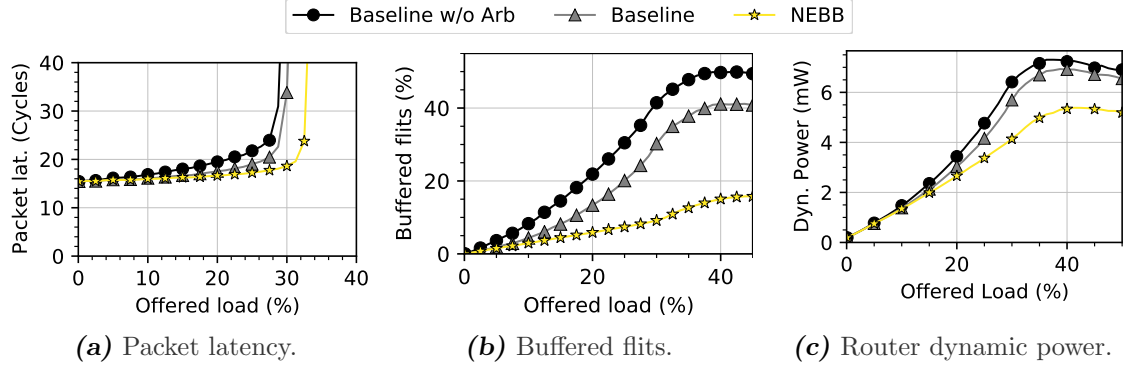 Baseline w/o Arb Baseline NEBB
Packet lat. (Cycles)
40
30
20
10
0
0 10 20 30 40
Offered load (%)
(a) Packet latency.
Buffered flits (%)
40
20
0
0 20 40
Offered load (%)
(b) Buffered flits.
Dyn. Power (mW)
6
4
2
0
0 20 40
Offered Load (%)
(c) Router dynamic power.